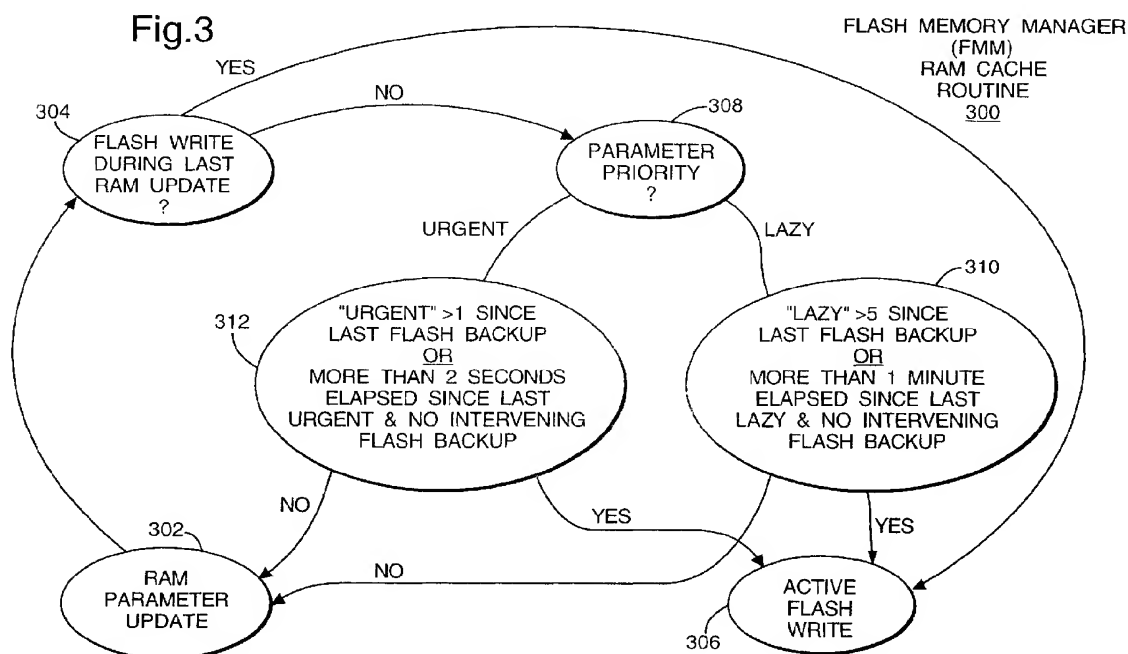 Fig.3
FLASH MEMORY MANAGER
(FMM)
RAM CACHE
ROUTINE
300
YES
NO
304
308
FLASH WRITE
DURING LAST
RAM UPDATE
?
PARAMETER
PRIORITY
?
URGENT
LAZY
310
312
"URGENT" >1 SINCE
LAST FLASH BACKUP
OR
MORE THAN 2 SECONDS
ELAPSED SINCE LAST
URGENT & NO INTERVENING
FLASH BACKUP
"LAZY" >5 SINCE
LAST FLASH BACKUP
OR
MORE THAN 1 MINUTE
ELAPSED SINCE LAST
LAZY & NO INTERVENING
FLASH BACKUP
NO
YES
YES
302
NO
RAM
PARAMETER
UPDATE
ACTIVE
FLASH
WRITE
306